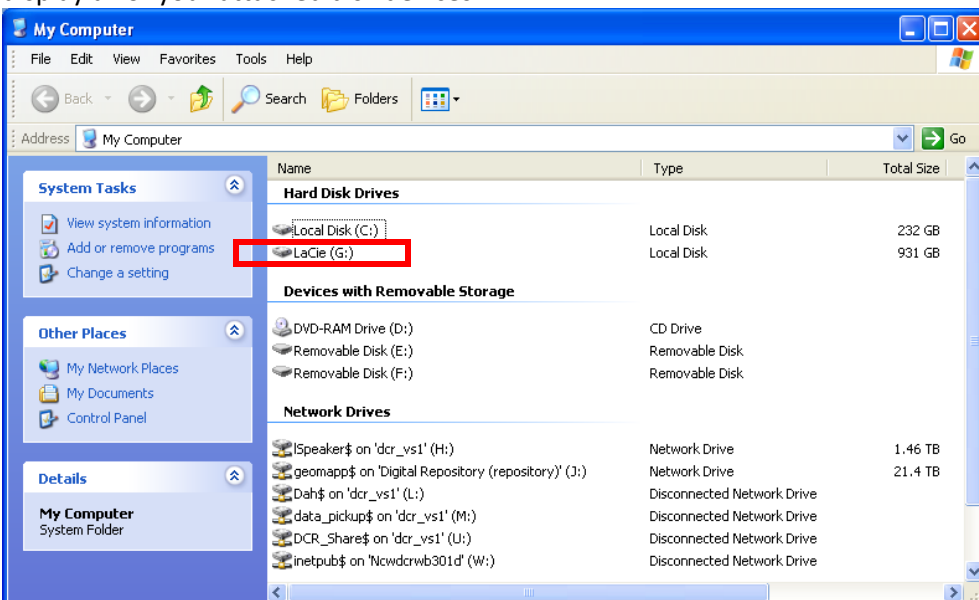 My Computer
File Edit View Favorites Tools Help
Back Search Folders
Address My Computer Go
System Tasks
View system information
Add or remove programs
Change a setting
Other Places
My Network Places
My Documents
Control Panel
Details
My Computer
System Folder
Name Type Total Size
Hard Disk Drives
Local Disk (C:) Local Disk 232 GB
LaCie (G:) Local Disk 931 GB
Devices with Removable Storage
DVD-RAM Drive (D:) CD Drive
Removable Disk (E:) Removable Disk
Removable Disk (F:) Removable Disk
Network Drives
lSpeaker$ on 'dcr_vs1' (H:) Network Drive 1.46 TB
geomapp$ on 'Digital Repository (repository)' (J:) Network Drive 21.4 TB
Dah$ on 'dcr_vs1' (L:) Disconnected Network Drive
data_pickup$ on 'dcr_vs1' (M:) Disconnected Network Drive
DCR_Share$ on 'dcr_vs1' (U:) Disconnected Network Drive
inetpub$ on 'Ncwdcrwb301d' (W:) Disconnected Network Drive